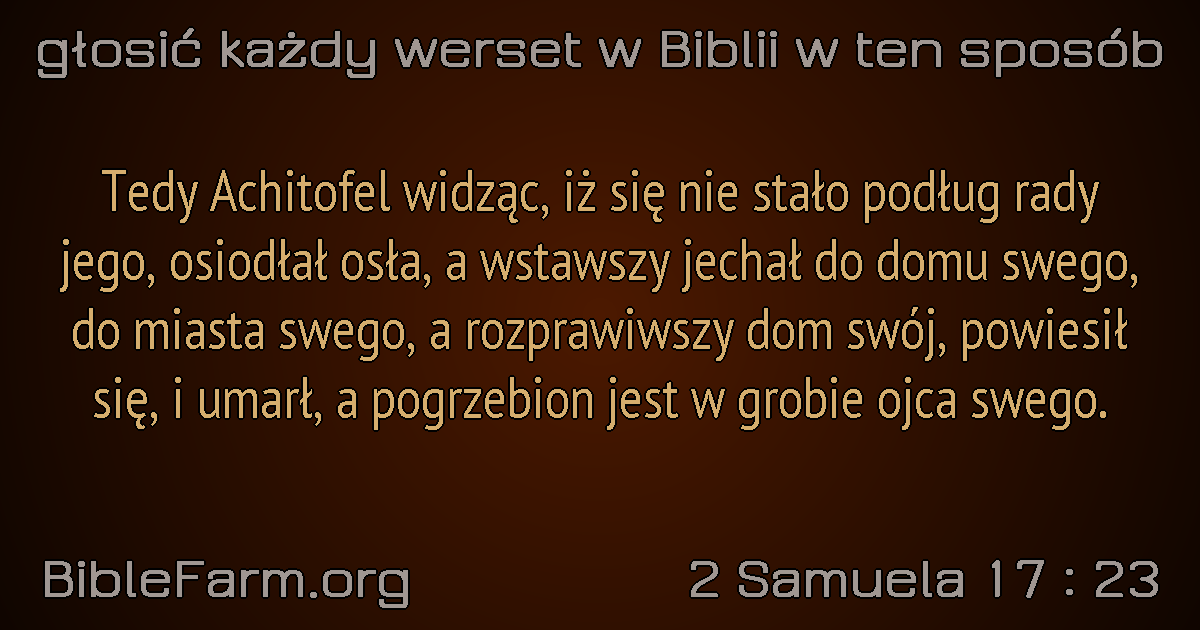 głosić każdy werset w Biblii w ten sposób
Tedy Achitofel widząc, iż się nie stało podług rady
jego, osiodłał osła, a wstawszy jechał do domu swego,
do miasta swego, a rozprawiwszy dom swój, powiesił
się, i umarł, a pogrzebion jest w grobie ojca swego.
BibleFarm.org
2 Samuela 17 : 23